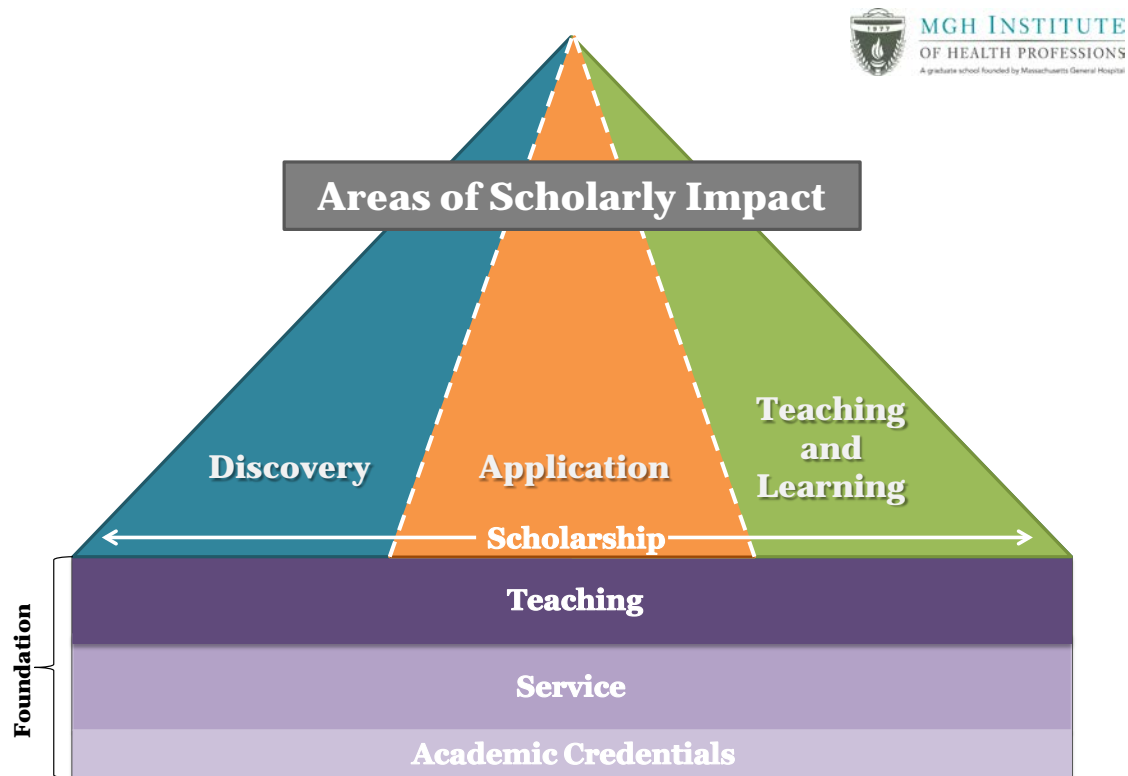 1877
MGH INSTITUTE
OF HEALTH PROFESSIONS
A graduate school founded by Massachusetts General Hospital
Areas of Scholarly Impact
Discovery
Application
Teaching
and
Learning
Scholarship
Foundation
Teaching
Service
Academic Credentials